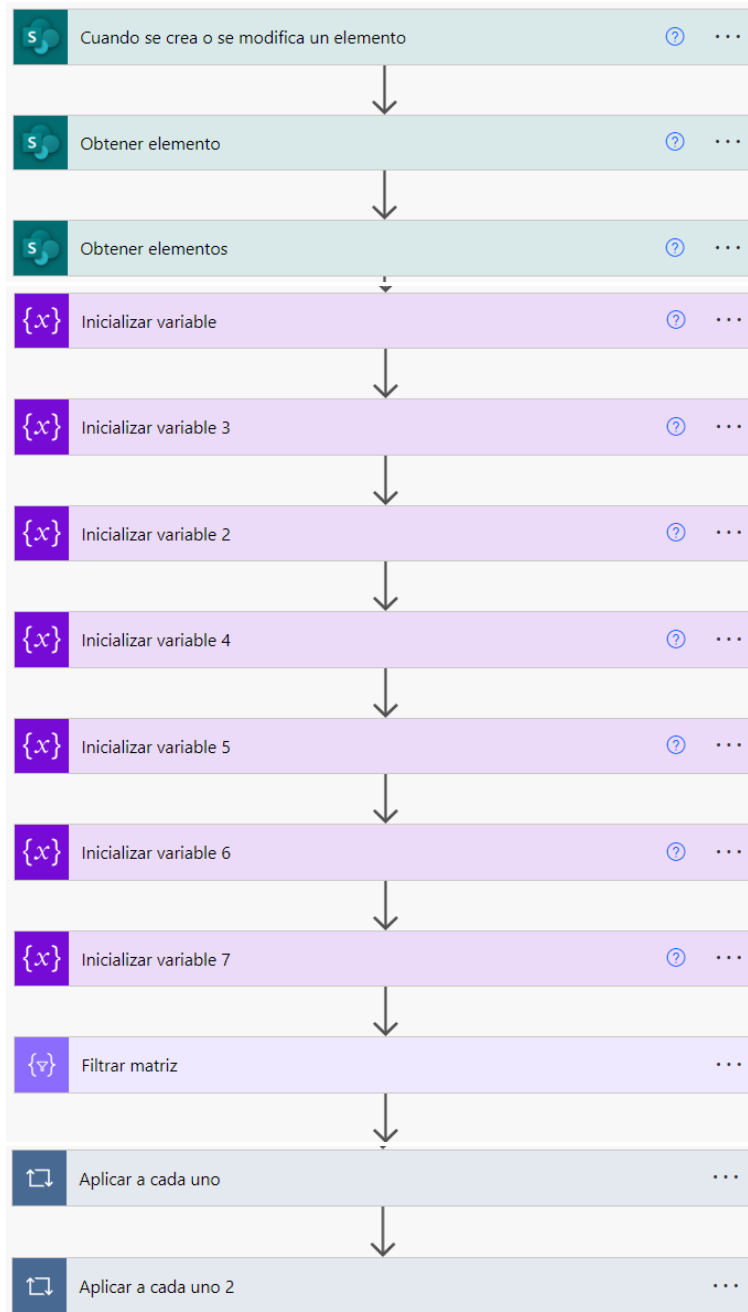 Cuando se crea o se modifica un elemento
Obtener elemento
Obtener elementos
{x} Inicializar variable
{x} Inicializar variable 3
{x} Inicializar variable 2
{x} Inicializar variable 4
{x} Inicializar variable 5
{x} Inicializar variable 6
{x} Inicializar variable 7
Filtrar matriz
Aplicar a cada uno
Aplicar a cada uno 2